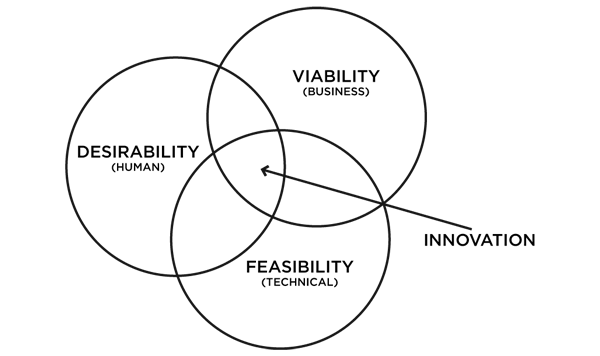 VIABILITY
(BUSINESS)
DESIRABILITY
(HUMAN)
INNOVATION
FEASIBILITY
(TECHNICAL)